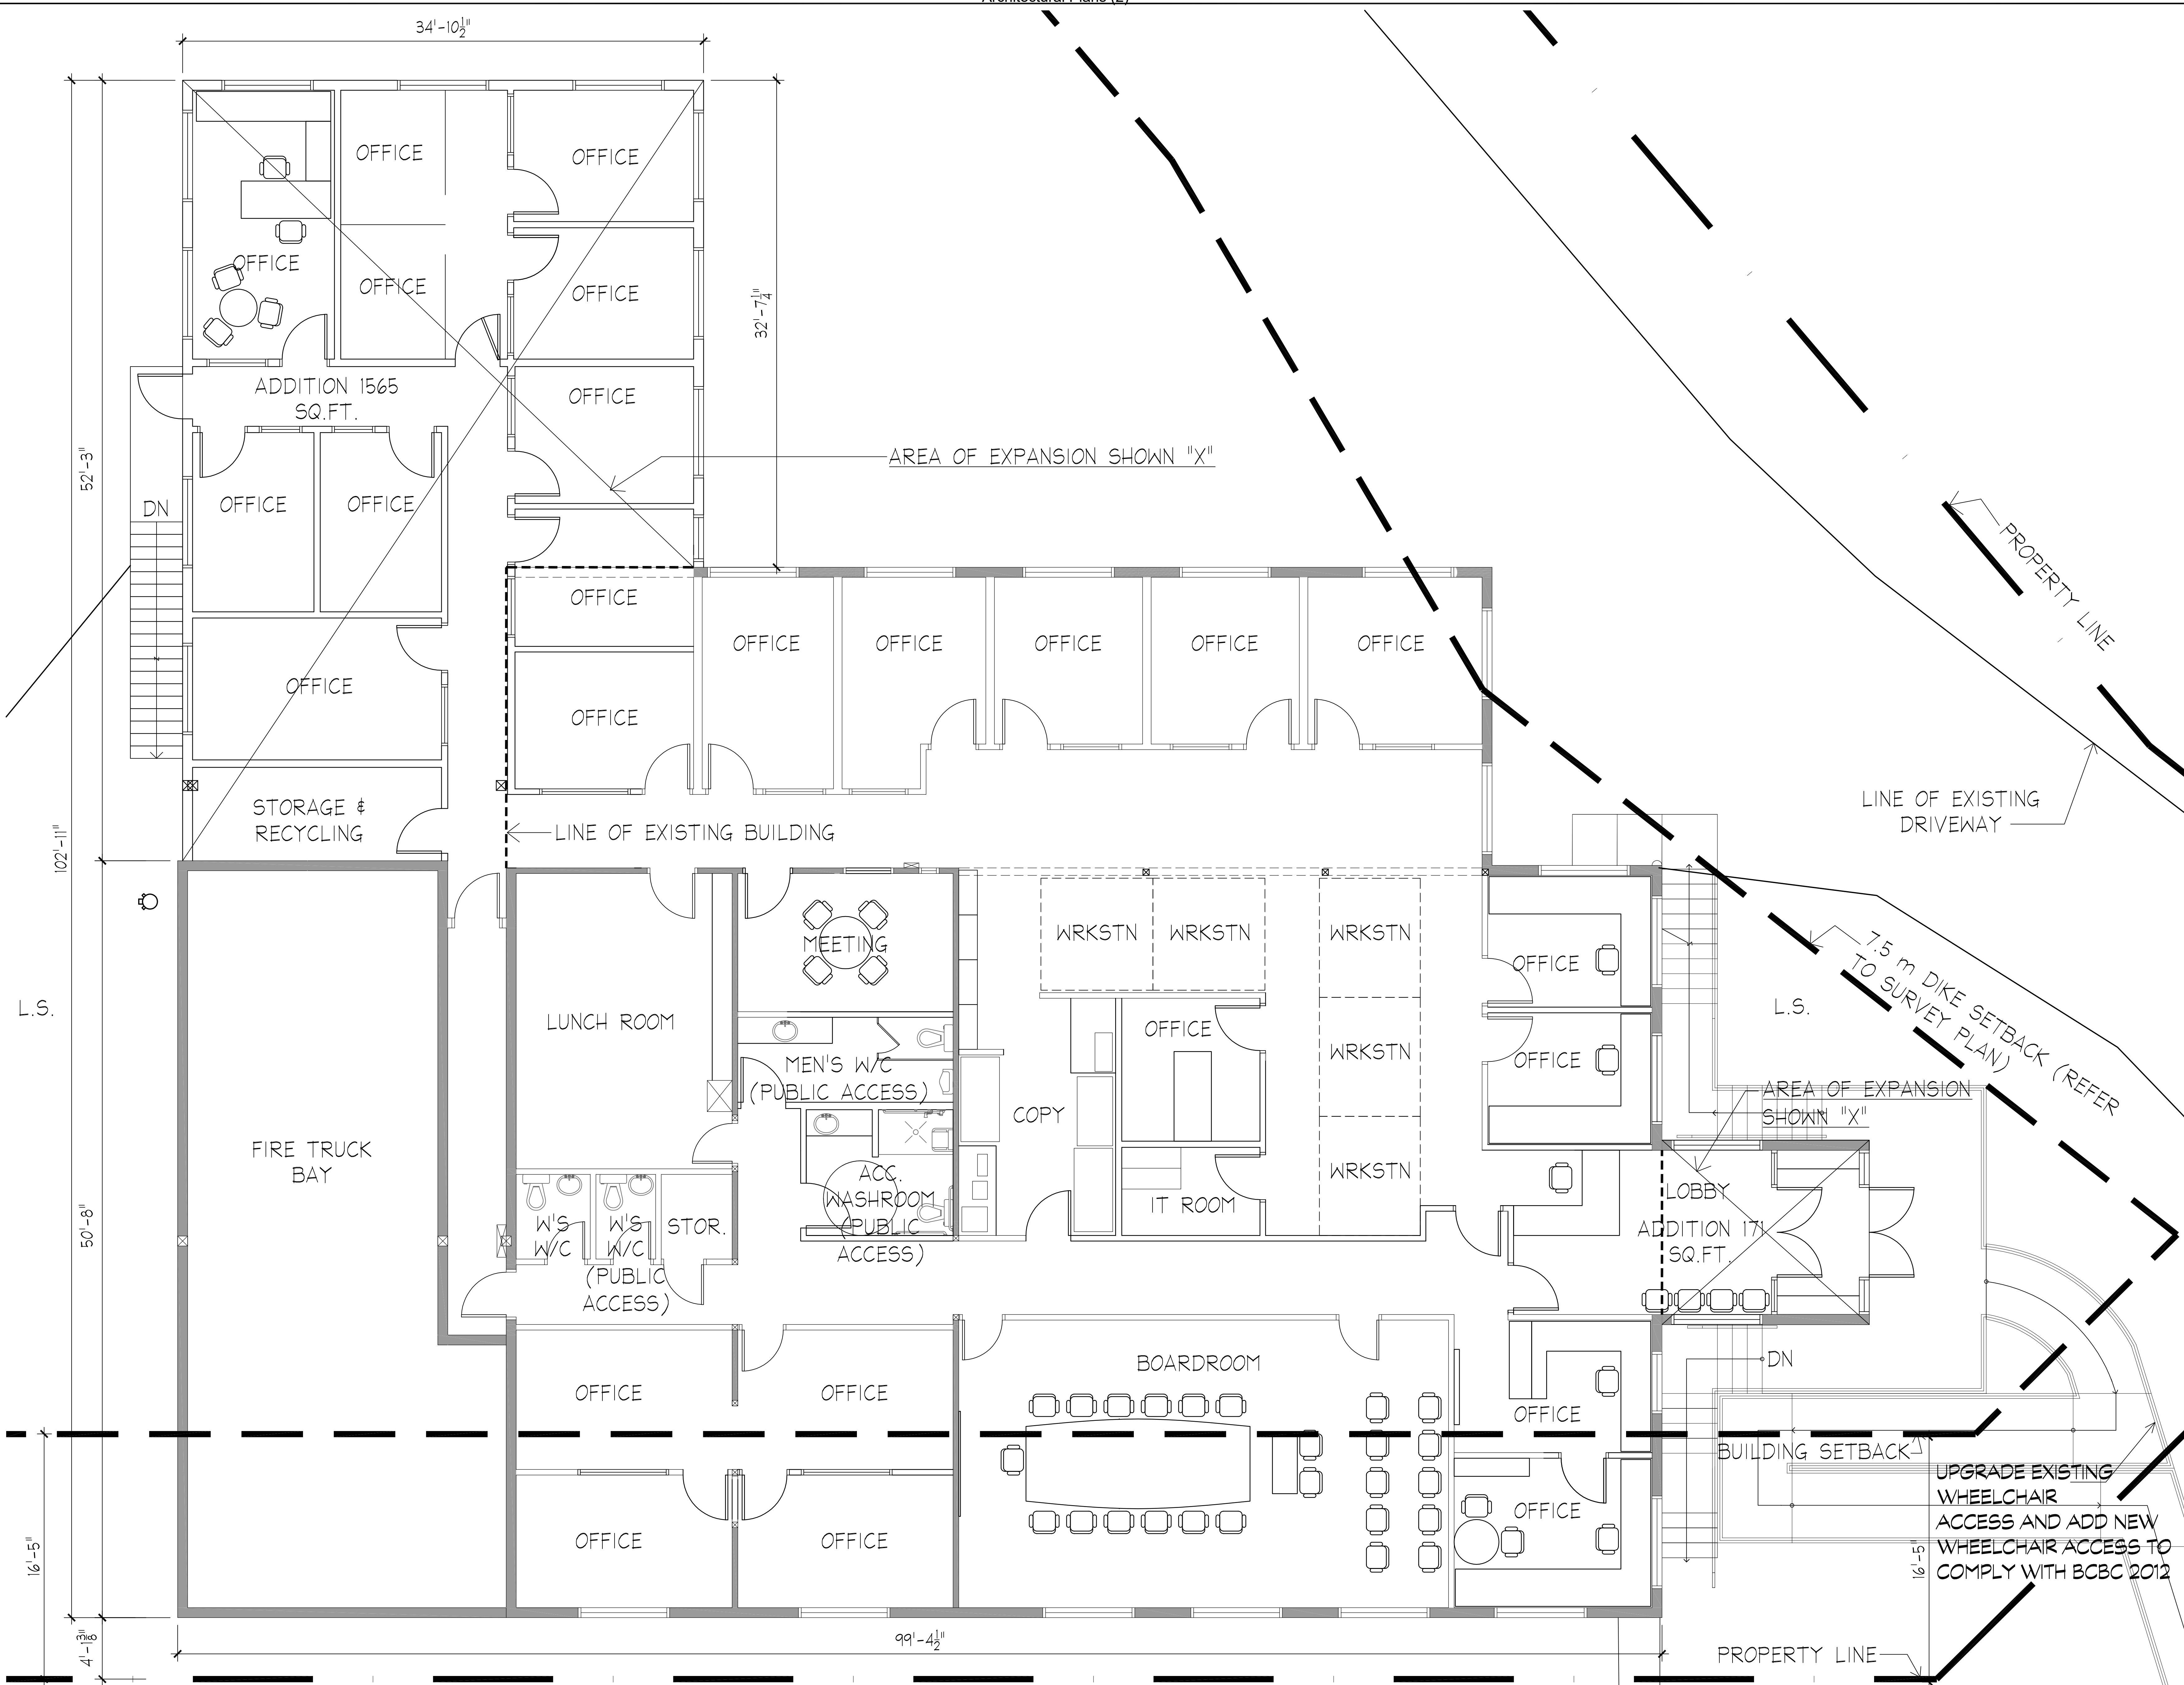 Architectural Plans (2)
34'-10½"
OFFICE
OFFICE
OFFICE
OFFICE
OFFICE
32'-7¼"
ADDITION 1565
SQ.FT.
OFFICE
AREA OF EXPANSION SHOWN "X"
52'-3"
DN
OFFICE
OFFICE
PROPERTY LINE
OFFICE
OFFICE
OFFICE
OFFICE
OFFICE
OFFICE
OFFICE
OFFICE
OFFICE
STORAGE &
RECYCLING
LINE OF EXISTING BUILDING
LINE OF EXISTING
DRIVEWAY
102'-11"
WRKSTN
WRKSTN
WRKSTN
MEETING
OFFICE
7.5 m DIKE SETBACK (REFER
TO SURVEY PLAN)
L.S.
L.S.
LUNCH ROOM
OFFICE
WRKSTN
OFFICE
MEN'S W/C
(PUBLIC ACCESS)
AREA OF EXPANSION
SHOWN "X"
COPY
FIRE TRUCK
BAY
ACC.
WASHROOM
(PUBLIC
ACCESS)
WRKSTN
IT ROOM
LOBBY
ADDITION 171
SQ.FT.
50'-8"
W'S
W/C
W'S
W/C
(PUBLIC
ACCESS)
STOR.
BOARDROOM
DN
OFFICE
OFFICE
OFFICE
BUILDING SETBACK
UPGRADE EXISTING
WHEELCHAIR
ACCESS AND ADD NEW
WHEELCHAIR ACCESS TO
COMPLY WITH BCBC 2012
OFFICE
OFFICE
OFFICE
16'-5"
16'-5"
4'-1⅜"
99'-4½"
PROPERTY LINE